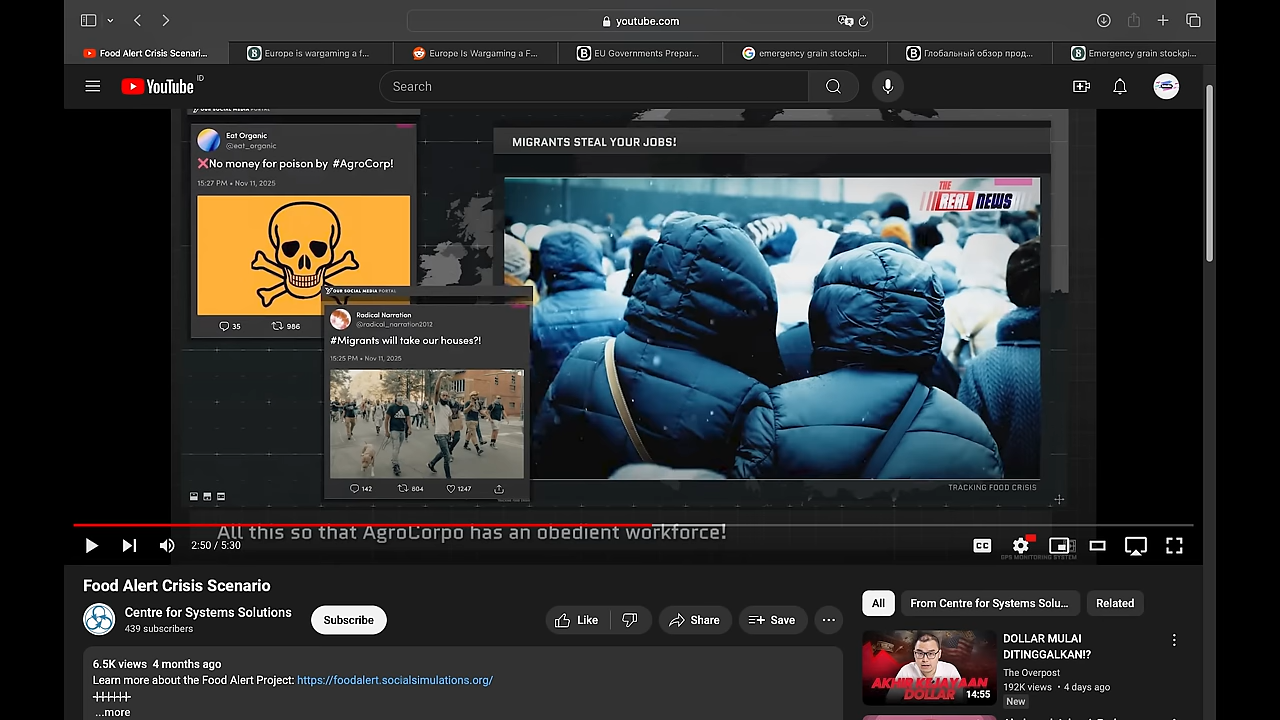 youtube.com
Food Alert Crisis Scenari...
Europe is wargaming a f...
Europe Is Wargaming a F...
EU Governments Prepar...
emergency grain stockpi...
Глобальный обзор прод...
Emergency grain stockpi...
YouTube ID
Search
OUR SOCIAL MEDIA PORTAL
Eat Organic
@eat_organic
❌No money for poison by #AgroCorp!
15:27 PM • Nov 11, 2025
35 986
OUR SOCIAL MEDIA PORTAL
Radical Narration
@radical_narration2012
#Migrants will take our houses?!
15:25 PM • Nov 11, 2025
142 804 1247
MIGRANTS STEAL YOUR JOBS!
THE
REAL NEWS
TRACKING FOOD CRISIS
All this so that AgroCorpo has an obedient workforce!
2:50 / 5:30
CC
GPS MONITORING SYSTEM
Food Alert Crisis Scenario
Centre for Systems Solutions
439 subscribers
Subscribe
Like
Share
Save
6.5K views 4 months ago
Learn more about the Food Alert Project: https://foodalert.socialsimulations.org/
++++++
...more
All
From Centre for Systems Solu...
Related
AKHIR KEJAYAAN
DOLLAR
14:55
DOLLAR MULAI
DITINGGALKAN!?
The Overpost
192K views • 4 days ago
New